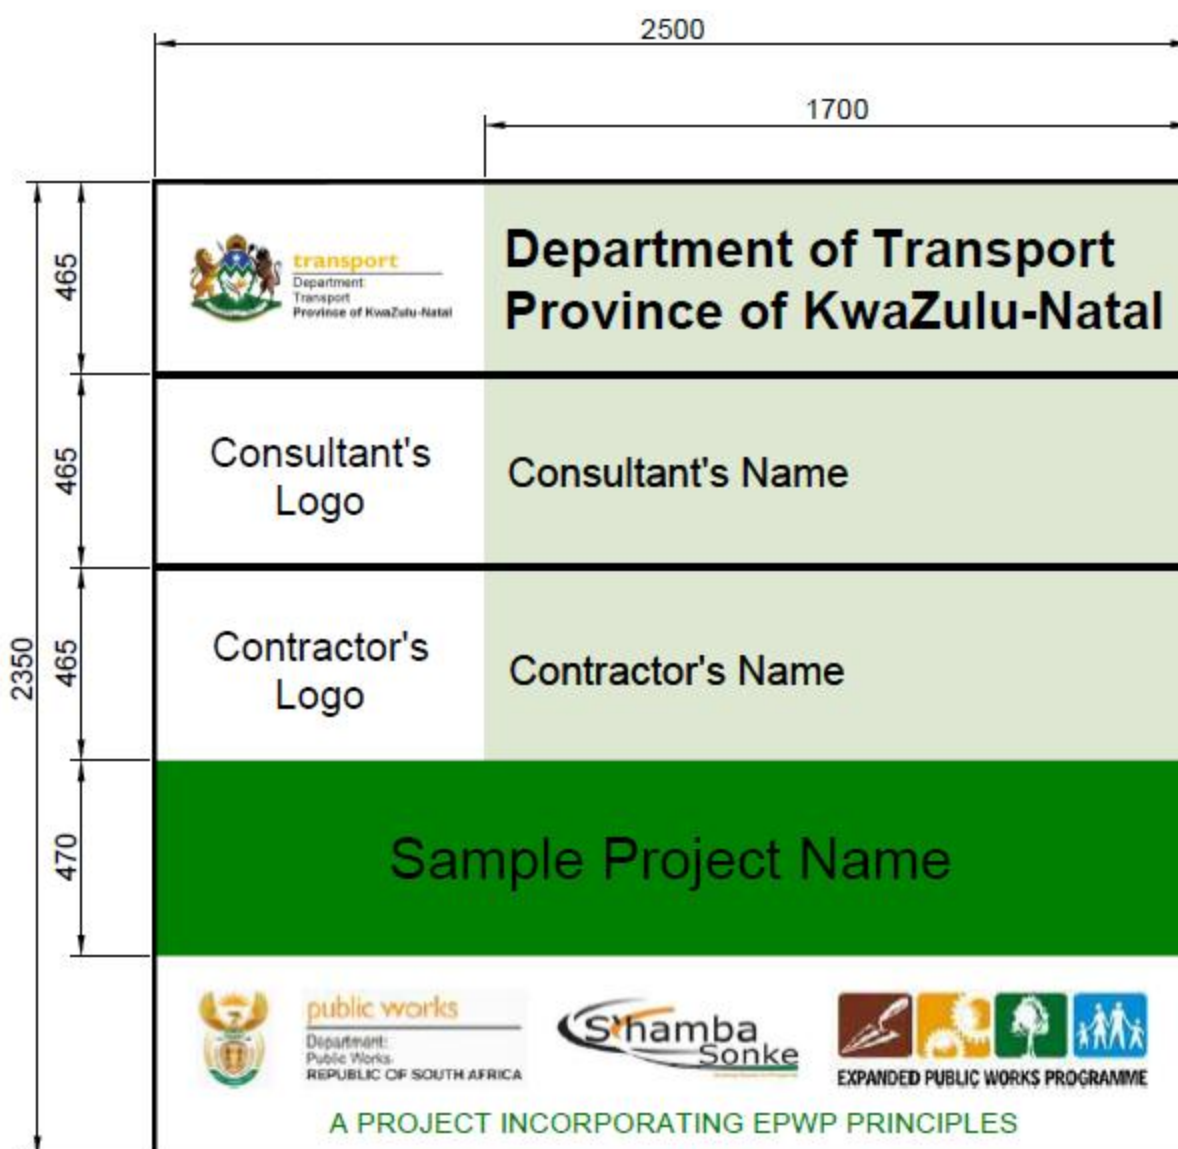 2500
1700
465
transport
Department
Transport
Province of KwaZulu-Natal
Department of Transport
Province of KwaZulu-Natal
465
Consultant's
Logo
Consultant's Name
2350
465
Contractor's
Logo
Contractor's Name
470
Sample Project Name
public works
Department:
Public Works
REPUBLIC OF SOUTH AFRICA
S'hamba
Sonke
EXPANDED PUBLIC WORKS PROGRAMME
A PROJECT INCORPORATING EPWP PRINCIPLES